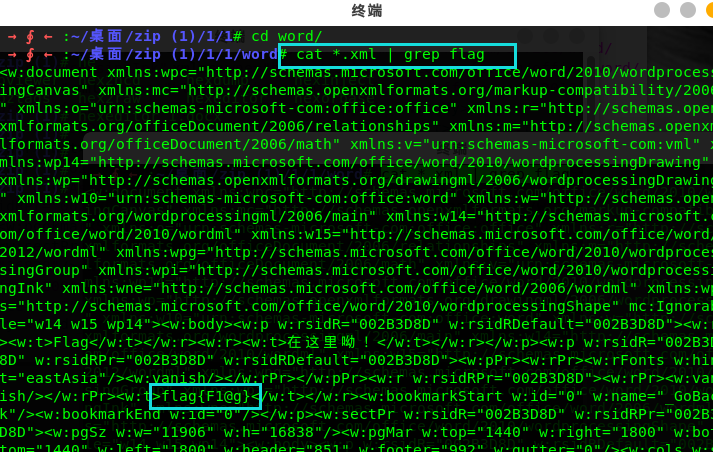 终端
→ ∮ ← :~/桌面/zip (1)/1/1# cd word/
→ ∮ ← :~/桌面/zip (1)/1/1/word# cat *.xml | grep flag
<w:document xmlns:wpc="http://schemas.microsoft.com/office/word/2010/wordprocess
ingCanvas" xmlns:mc="http://schemas.openxmlformats.org/markup-compatibility/2006
" xmlns:o="urn:schemas-microsoft-com:office:office" xmlns:r="http://schemas.open
xmlformats.org/officeDocument/2006/relationships" xmlns:m="http://schemas.openxm
lformats.org/officeDocument/2006/math" xmlns:v="urn:schemas-microsoft-com:vml" x
mlns:wp14="http://schemas.microsoft.com/office/word/2010/wordprocessingDrawing"
xmlns:wp="http://schemas.openxmlformats.org/drawingml/2006/wordprocessingDrawing
" xmlns:w10="urn:schemas-microsoft-com:office:word" xmlns:w="http://schemas.open
xmlformats.org/wordprocessingml/2006/main" xmlns:w14="http://schemas.microsoft.c
om/office/word/2010/wordml" xmlns:w15="http://schemas.microsoft.com/office/word/
2012/wordml" xmlns:wpg="http://schemas.microsoft.com/office/word/2010/wordproces
singGroup" xmlns:wpi="http://schemas.microsoft.com/office/word/2010/wordprocessi
ngInk" xmlns:wne="http://schemas.microsoft.com/office/word/2006/wordml" xmlns:wp
s="http://schemas.microsoft.com/office/word/2010/wordprocessingShape" mc:Ignorab
le="w14 w15 wp14"><w:body><w:p w:rsidR="002B3D8D" w:rsidRDefault="002B3D8D"><w:r
><w:t>Flag</w:t></w:r><w:r><w:t>在这里呦！</w:t></w:r></w:p><w:p w:rsidR="002B3D
8D" w:rsidRPr="002B3D8D" w:rsidRDefault="002B3D8D"><w:pPr><w:rPr><w:rFonts w:hin
t="eastAsia"/><w:vanish/></w:rPr></w:pPr><w:r w:rsidRPr="002B3D8D"><w:rPr><w:van
ish/></w:rPr><w:t>flag{F1@g}</w:t></w:r><w:bookmarkStart w:id="0" w:name="_GoBac
k"/><w:bookmarkEnd w:id="0"/></w:p><w:sectPr w:rsidR="002B3D8D" w:rsidRPr="002B3
D8D"><w:pgSz w:w="11906" w:h="16838"/><w:pgMar w:top="1440" w:right="1800" w:bot
tom="1440" w:left="1800" w:header="851" w:footer="992" w:gutter="0"/><w:cols w:s